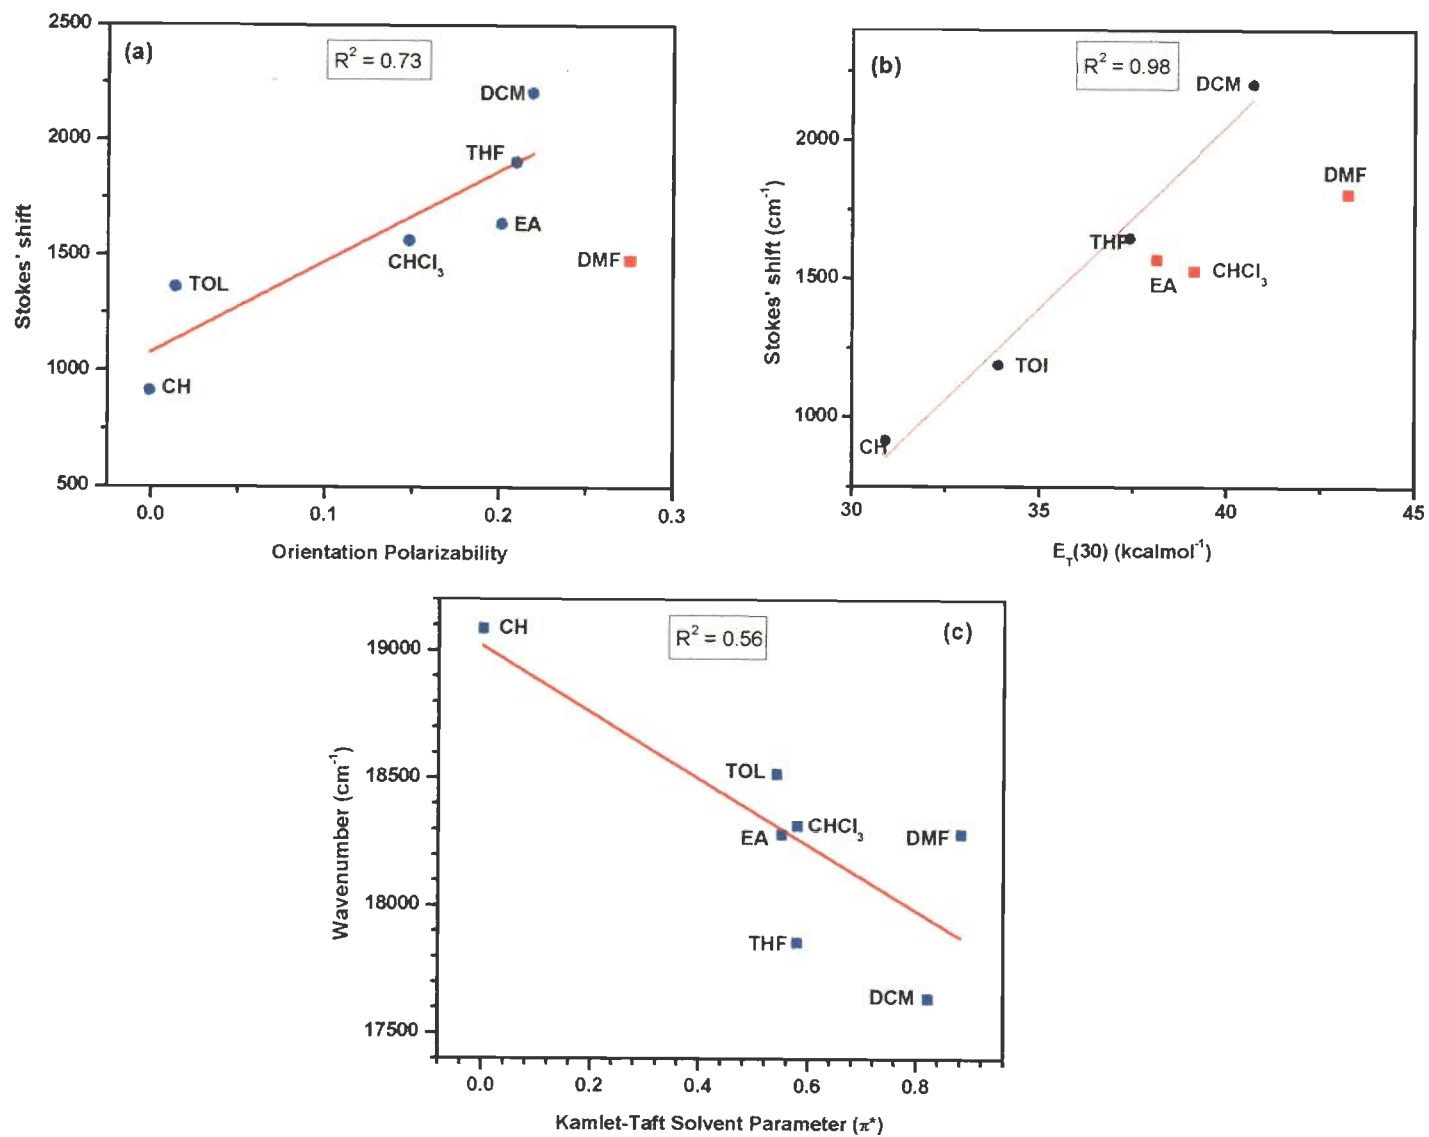 (a)
R² = 0.73
2500
2000
1500
1000
500
Stokes' shift
DCM
THF
EA
CHCl₃
DMF
TOL
CH
0.0 0.1 0.2 0.3
Orientation Polarizability
(b)
R² = 0.98
2000
1500
1000
Stokes' shift (cm⁻¹)
DCM
DMF
THF
EA
CHCl₃
TOI
CH
30 35 40 45
E_T(30) (kcalmol⁻¹)
(c)
R² = 0.56
19000
18500
18000
17500
Wavenumber (cm⁻¹)
CH
TOL
CHCl₃
EA
DMF
THF
DCM
0.0 0.2 0.4 0.6 0.8
Kamlet-Taft Solvent Parameter (π*)